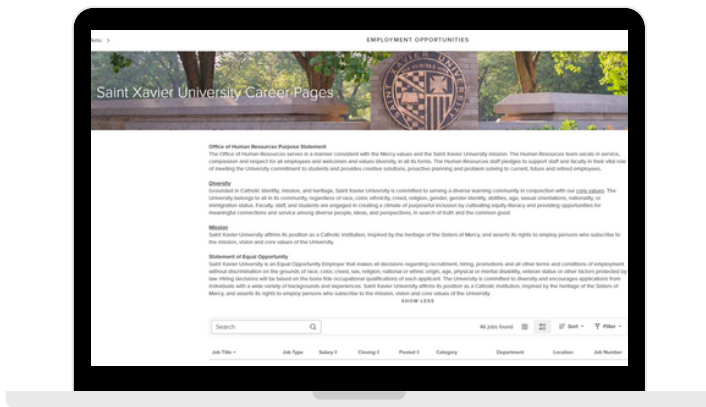 Menu >
EMPLOYMENT OPPORTUNITIES
SAINT XAVIER UNIVERSITY
Saint Xavier University Career Pages
Office of Human Resources Purpose Statement
The Office of Human Resources serves in a manner consistent with the Mercy values and the Saint Xavier University mission. The Human Resources team excels in service,
compassion and respect for all employees and welcomes and values diversity in all its forms. The Human Resources staff pledges to support staff and faculty in their vital role
of meeting the University commitment to students and provides creative solutions, proactive planning and problem solving to current, future and retired employees.
Diversity
Grounded in Catholic identity, mission, and heritage, Saint Xavier University is committed to serving a diverse learning community in conjunction with our core values. The
University belongs to all in its community, regardless of race, color, ethnicity, creed, religion, gender, gender identity, abilities, age, sexual orientations, nationality, or
immigration status. Faculty, staff, and students are engaged in creating a climate of purposeful inclusion by cultivating equity literacy and providing opportunities for
meaningful connections and service among diverse people, ideas, and perspectives, in search of truth and the common good
Mission
Saint Xavier University affirms its position as a Catholic institution, inspired by the heritage of the Sisters of Mercy, and asserts its rights to employ persons who subscribe to
the mission, vision and core values of the University.
Statement of Equal Opportunity
Saint Xavier University is an Equal Opportunity Employer that makes all decisions regarding recruitment, hiring, promotions and all other terms and conditions of employment
without discrimination on the grounds of race, color, creed, sex, religion, national or ethnic origin, age, physical or mental disability, veteran status or other factors protected by
law. Hiring decisions will be based on the bona fide occupational qualifications of each applicant. The University is committed to diversity and encourages applications from
individuals with a wide variety of backgrounds and experiences. Saint Xavier University affirms its position as a Catholic institution, inspired by the heritage of the Sisters of
Mercy, and asserts its rights to employ persons who subscribe to the mission, vision and core values of the University.
SHOW LESS
Search 46 jobs found Sort Filter
Job Title Job Type Salary Closing Posted Category Department Location Job Number